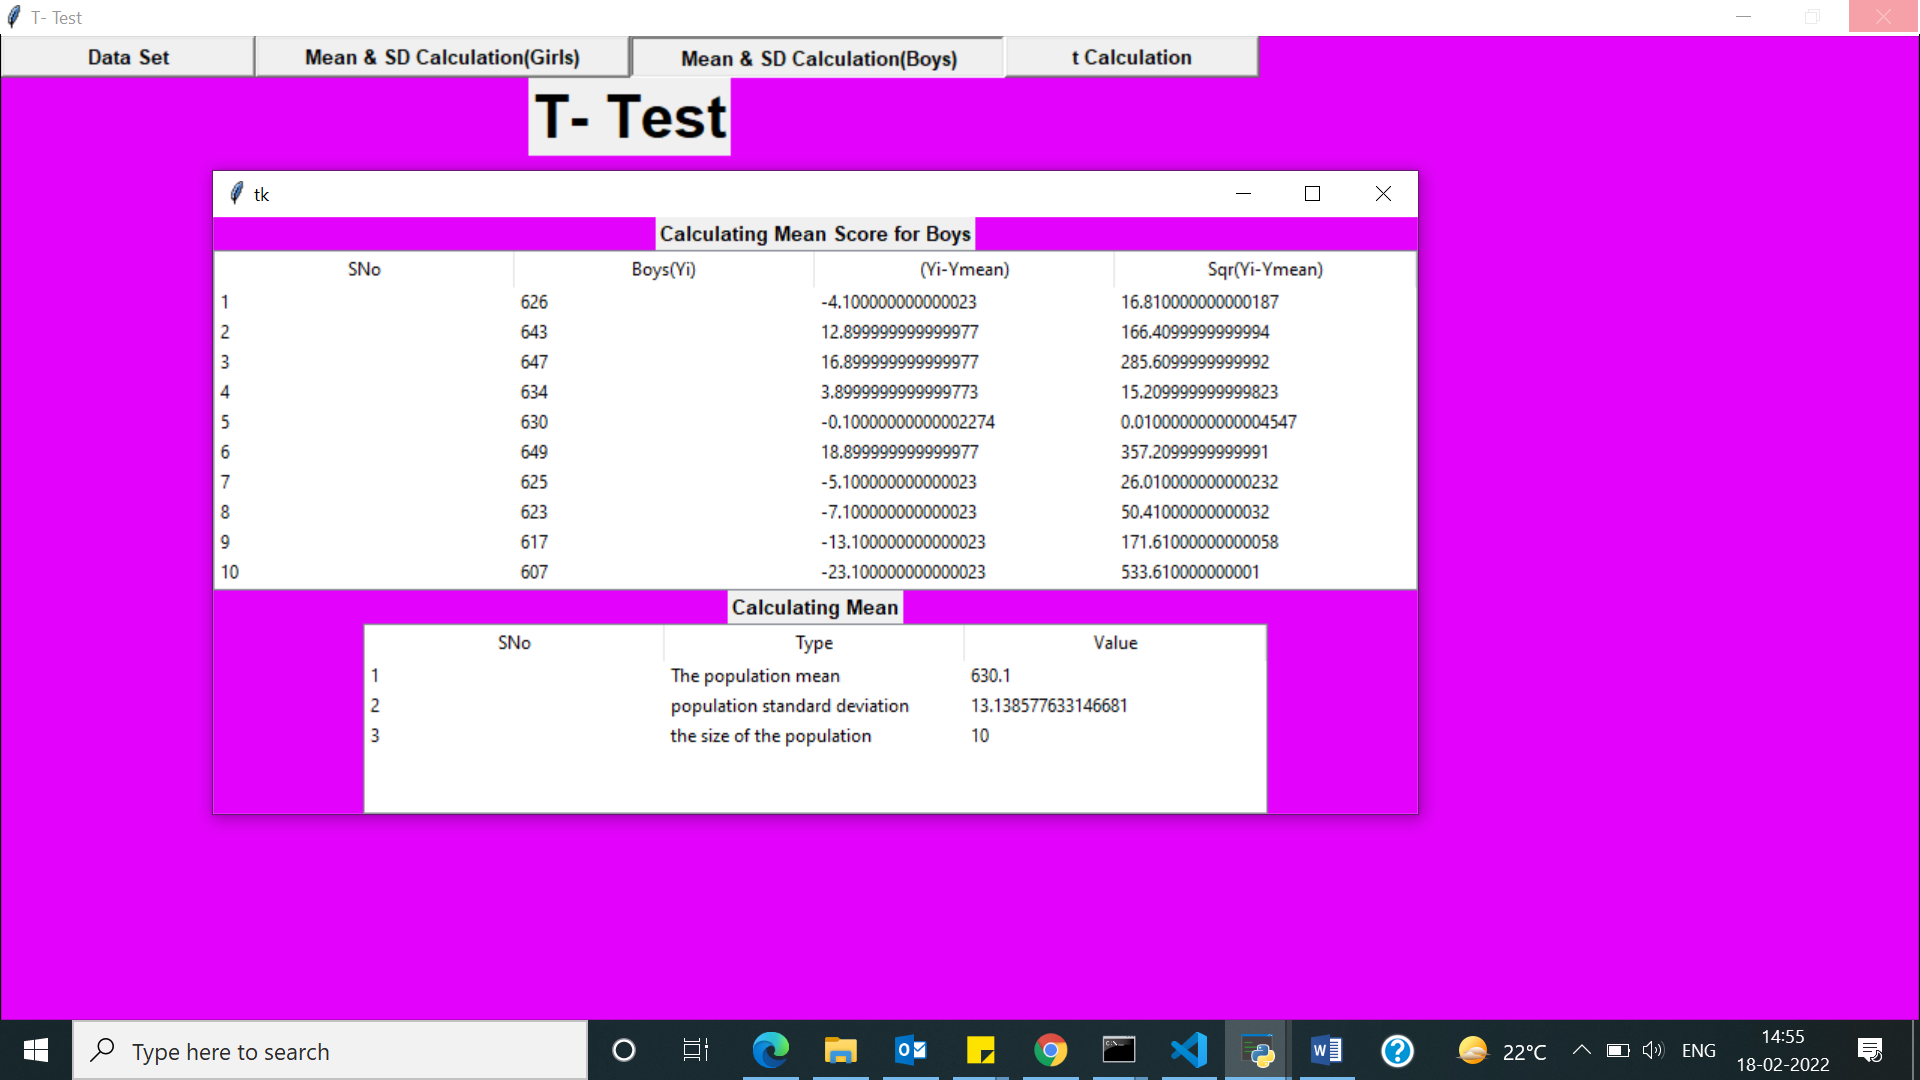 T- Test
Data Set Mean & SD Calculation(Girls) Mean & SD Calculation(Boys) t Calculation
T- Test
tk
Calculating Mean Score for Boys
SNo Boys(Yi) (Yi-Ymean) Sqr(Yi-Ymean)
1 626 -4.100000000000023 16.810000000000187
2 643 12.899999999999977 166.4099999999994
3 647 16.899999999999977 285.6099999999992
4 634 3.8999999999999773 15.209999999999823
5 630 -0.10000000000002274 0.010000000000004547
6 649 18.899999999999977 357.2099999999991
7 625 -5.100000000000023 26.010000000000232
8 623 -7.100000000000023 50.41000000000032
9 617 -13.100000000000023 171.61000000000058
10 607 -23.100000000000023 533.610000000001
Calculating Mean
SNo Type Value
1 The population mean 630.1
2 population standard deviation 13.138577633146681
3 the size of the population 10
Type here to search
22°C ENG 14:55
18-02-2022